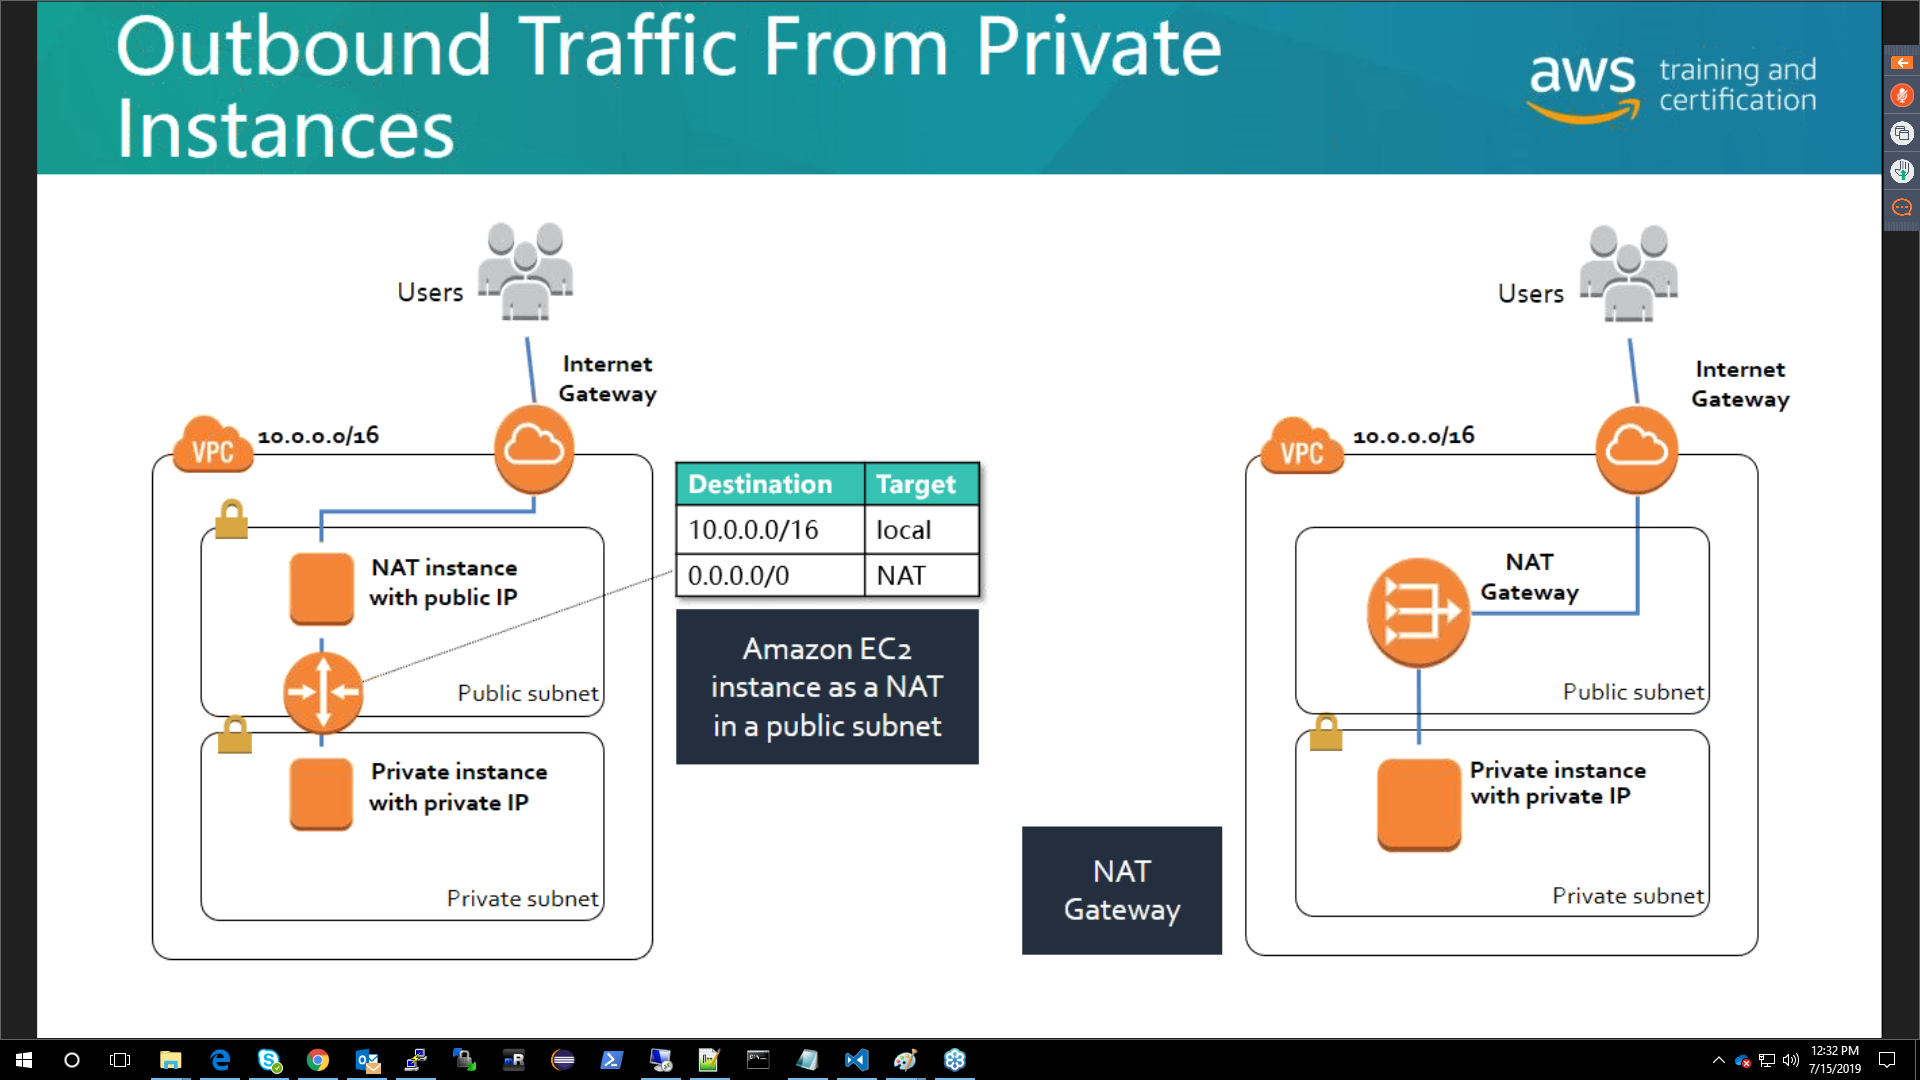 Outbound Traffic From Private
Instances
aws training and
certification
Users
Internet
Gateway
VPC
10.0.0.0/16
NAT instance
with public IP
Public subnet
Private instance
with private IP
Private subnet
Destination Target
10.0.0.0/16 local
0.0.0.0/0 NAT
Amazon EC2
instance as a NAT
in a public subnet
NAT
Gateway
Users
Internet
Gateway
VPC
10.0.0.0/16
NAT
Gateway
Public subnet
Private instance
with private IP
Private subnet
12:32 PM
7/15/2019